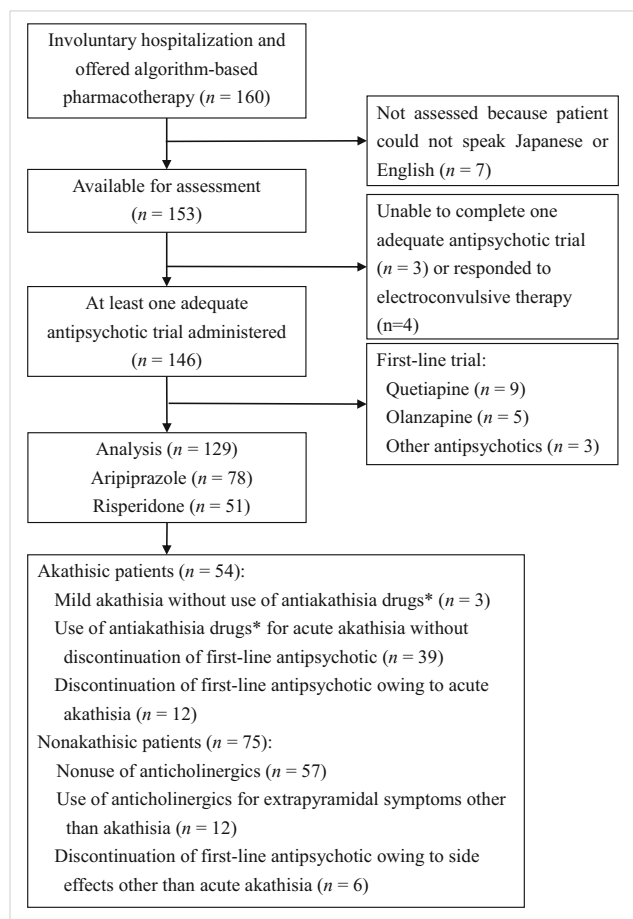 Involuntary hospitalization and
offered algorithm-based
pharmacotherapy (n = 160)
Not assessed because patient
could not speak Japanese or
English (n = 7)
Available for assessment
(n = 153)
Unable to complete one
adequate antipsychotic trial
(n = 3) or responded to
electroconvulsive therapy
(n=4)
At least one adequate
antipsychotic trial administered
(n = 146)
First-line trial:
Quetiapine (n = 9)
Olanzapine (n = 5)
Other antipsychotics (n = 3)
Analysis (n = 129)
Aripiprazole (n = 78)
Risperidone (n = 51)
Akathisic patients (n = 54):
Mild akathisia without use of antiakathisia drugs* (n = 3)
Use of antiakathisia drugs* for acute akathisia without
discontinuation of first-line antipsychotic (n = 39)
Discontinuation of first-line antipsychotic owing to acute
akathisia (n = 12)
Nonakathisic patients (n = 75):
Nonuse of anticholinergics (n = 57)
Use of anticholinergics for extrapyramidal symptoms other
than akathisia (n = 12)
Discontinuation of first-line antipsychotic owing to side
effects other than acute akathisia (n = 6)